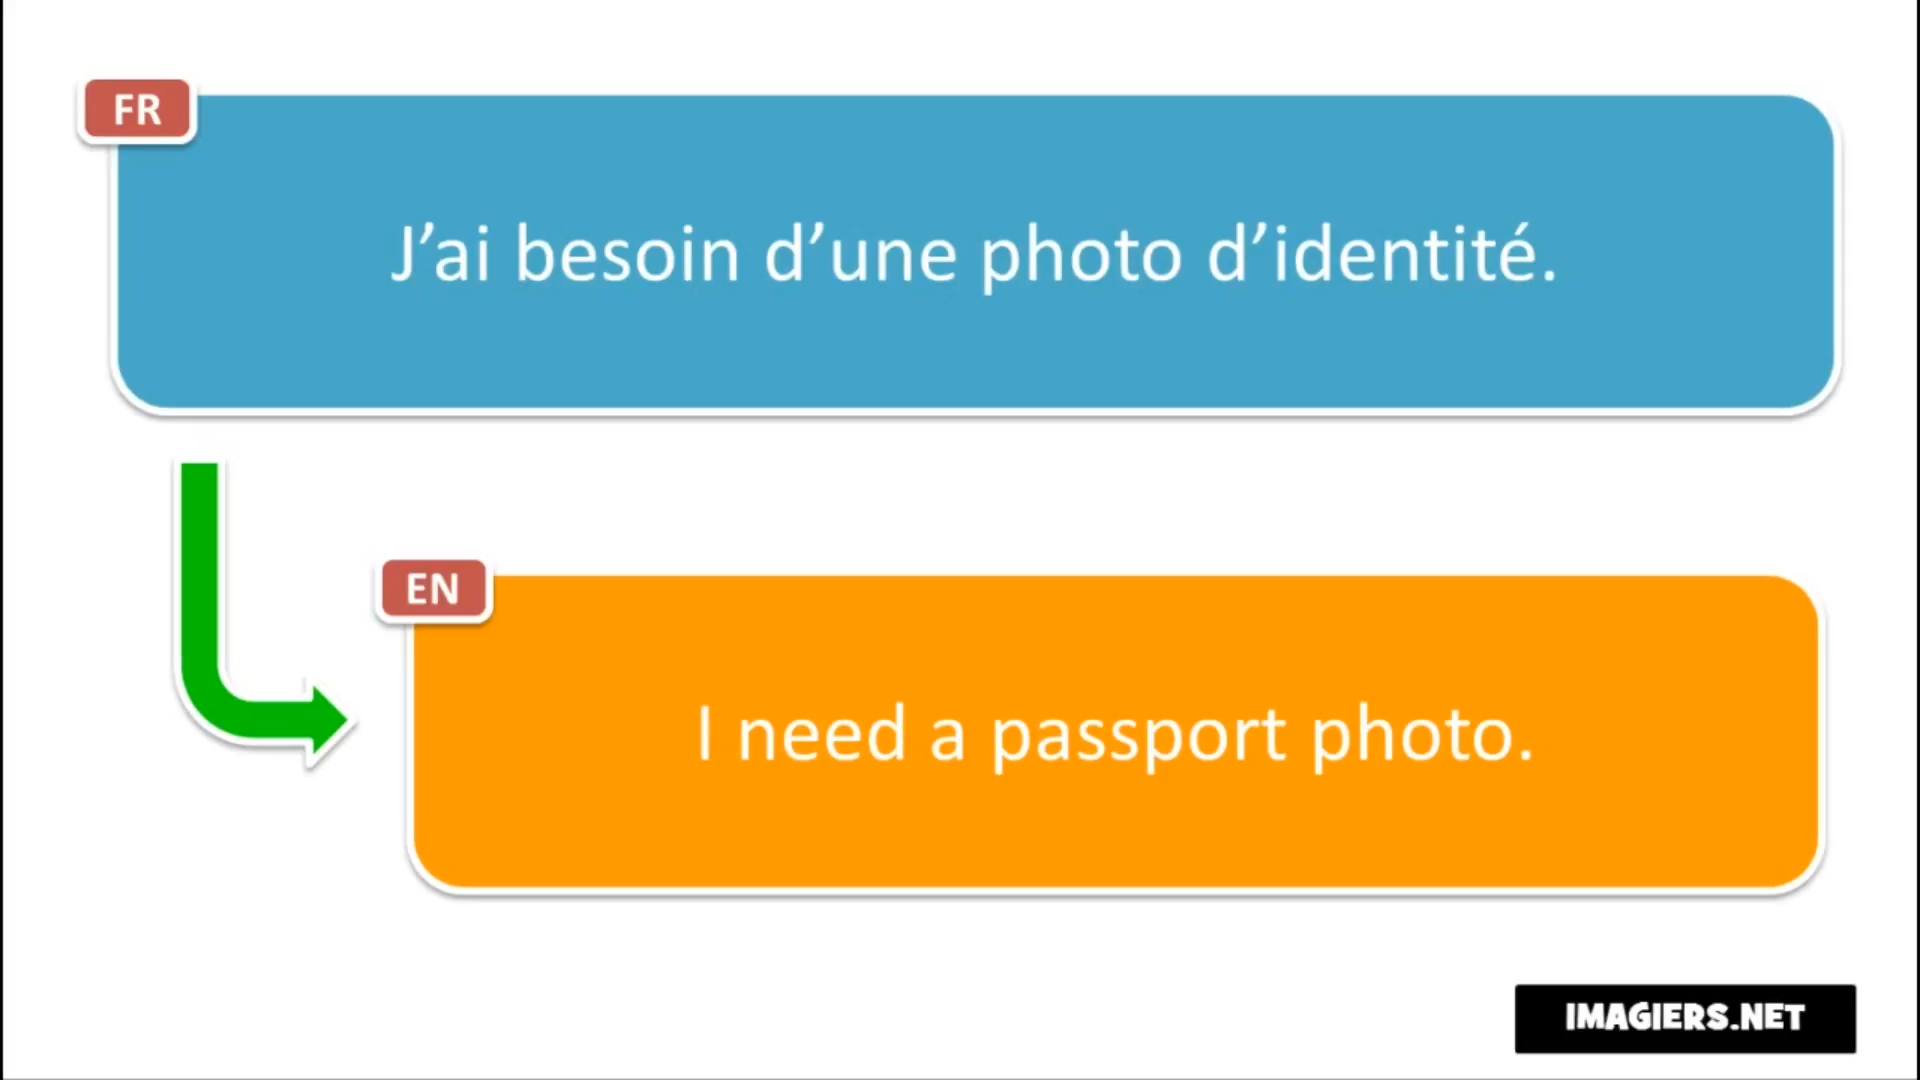 FR
J’ai besoin d’une photo d’identité.
EN
I need a passport photo.
IMAGIERS.NET